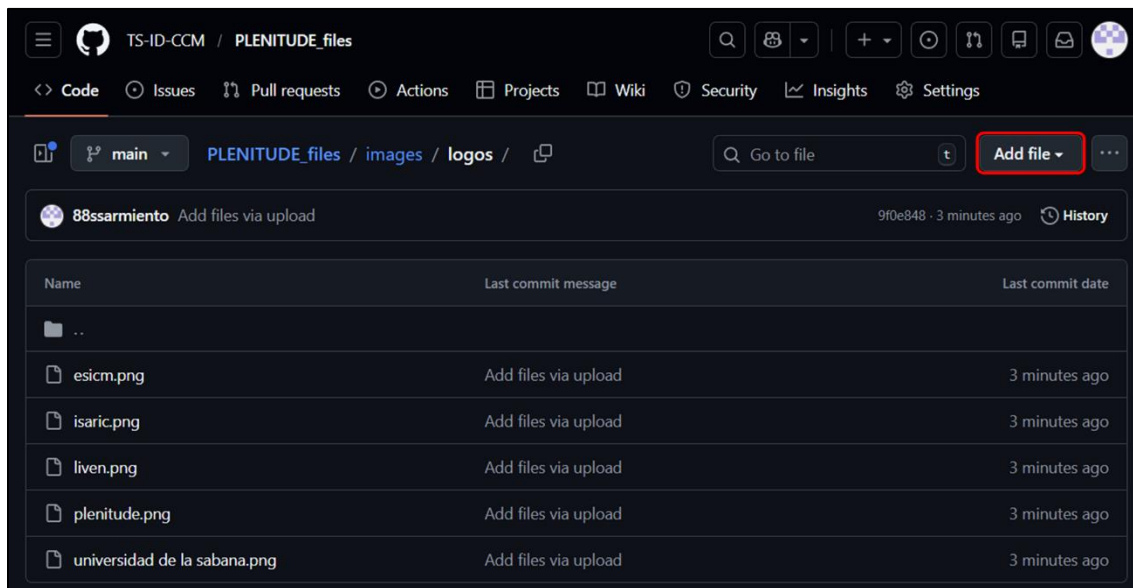 TS-ID-CCM / PLENITUDE_files
Code Issues Pull requests Actions Projects Wiki Security Insights Settings
main PLENITUDE_files / images / logos / Go to file t Add file
88ssarmiento Add files via upload 9f0e848 · 3 minutes ago History
Name Last commit message Last commit date
..
esicm.png Add files via upload 3 minutes ago
isaric.png Add files via upload 3 minutes ago
liven.png Add files via upload 3 minutes ago
plenitude.png Add files via upload 3 minutes ago
universidad de la sabana.png Add files via upload 3 minutes ago